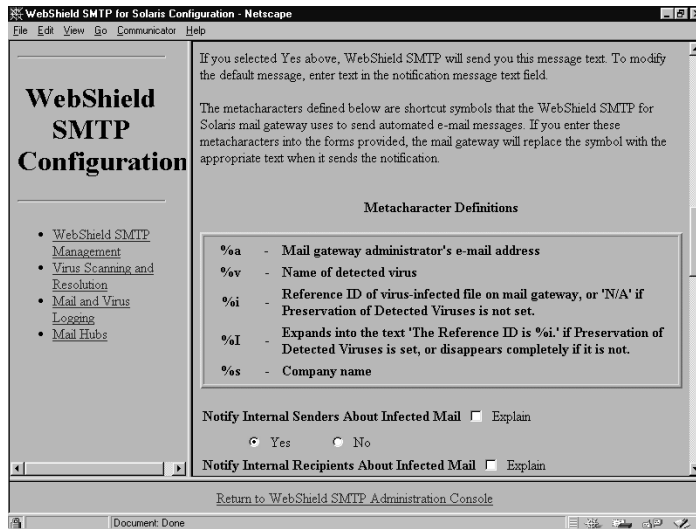 WebShield SMTP for Solaris Configuration - Netscape
File Edit View Go Communicator Help
WebShield
SMTP
Configuration
WebShield SMTP
Management
Virus Scanning and
Resolution
Mail and Virus
Logging
Mail Hubs
If you selected Yes above, WebShield SMTP will send you this message text. To modify
the default message, enter text in the notification message text field.
The metacharacters defined below are shortcut symbols that the WebShield SMTP for
Solaris mail gateway uses to send automated e-mail messages. If you enter these
metacharacters into the forms provided, the mail gateway will replace the symbol with the
appropriate text when it sends the notification.
Metacharacter Definitions
%a - Mail gateway administrator's e-mail address
%v - Name of detected virus
%i - Reference ID of virus-infected file on mail gateway, or 'N/A' if
Preservation of Detected Viruses is not set.
%I - Expands into the text 'The Reference ID is %i.' if Preservation of
Detected Viruses is set, or disappears completely if it is not.
%s - Company name
Notify Internal Senders About Infected Mail Explain
Yes No
Notify Internal Recipients About Infected Mail Explain
Return to WebShield SMTP Administration Console
Document: Done